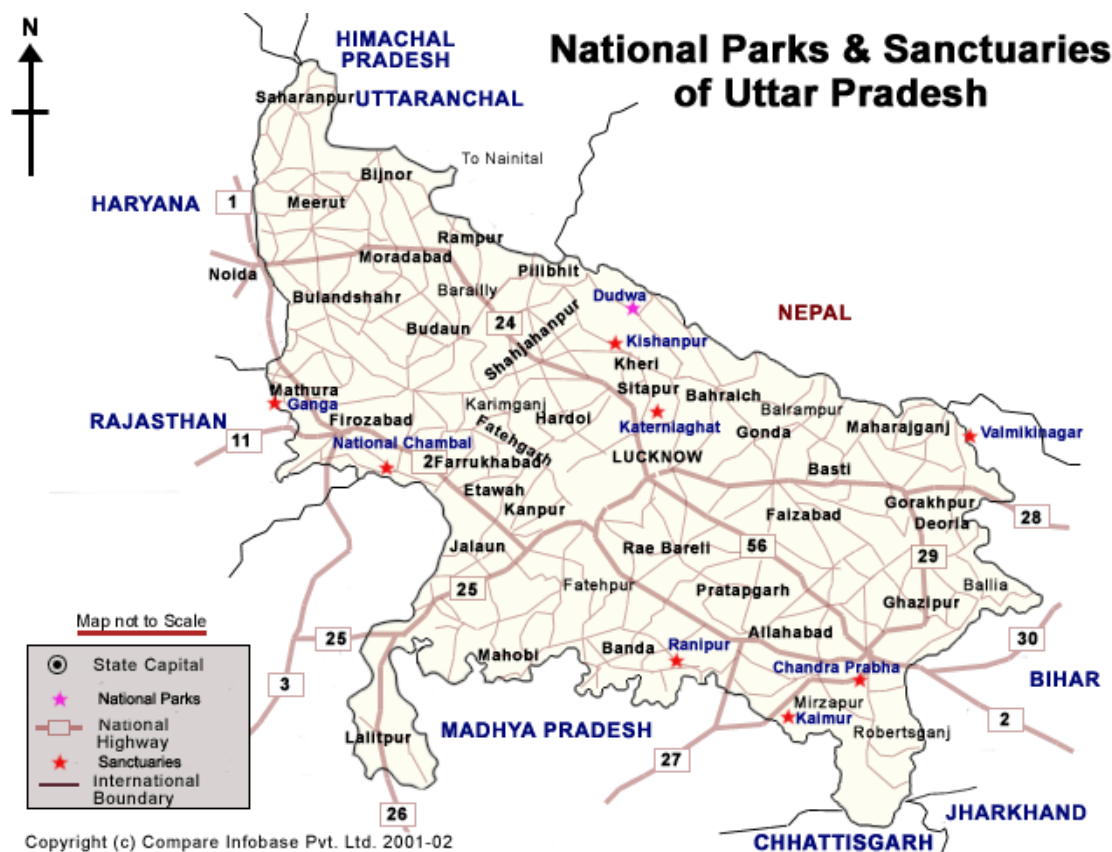 N
HIMACHAL
PRADESH
National Parks & Sanctuaries
of Uttar Pradesh
Saharanpur
UTTARANCHAL
To Nainital
Bijnor
HARYANA
1
Meerut
Rampur
Moradabad
Noida
Pilibhit
Bulandshahr
Barailly
Dudwa
NEPAL
Budaun
24
Shahjahanpur
Kishanpur
Kheri
Mathura
Ganga
Sitapur
Bahraich
Karimganj
Balrampur
RAJASTHAN
Firozabad
Hardoi
Katerniaghat
Gonda
Maharajganj
Valmikinagar
11
National Chambal
Fatehgarh
2
Farrukhabad
LUCKNOW
Basti
Etawah
Kanpur
Gorakhpur
Faizabad
Deoria
28
Jalaun
Rae Bareli
56
29
25
Fatehpur
Pratapgarh
Ballia
Ghazipur
Map not to Scale
25
Allahabad
30
Mahobi
Banda
Ranipur
Chandra Prabha
BIHAR
State Capital
3
National Parks
Mirzapur
Kaimur
2
National
Highway
Lalitpur
MADHYA PRADESH
Robertsganj
Sanctuaries
27
International
Boundary
26
JHARKHAND
CHHATTISGARH
Copyright (c) Compare Infobase Pvt. Ltd. 2001-02